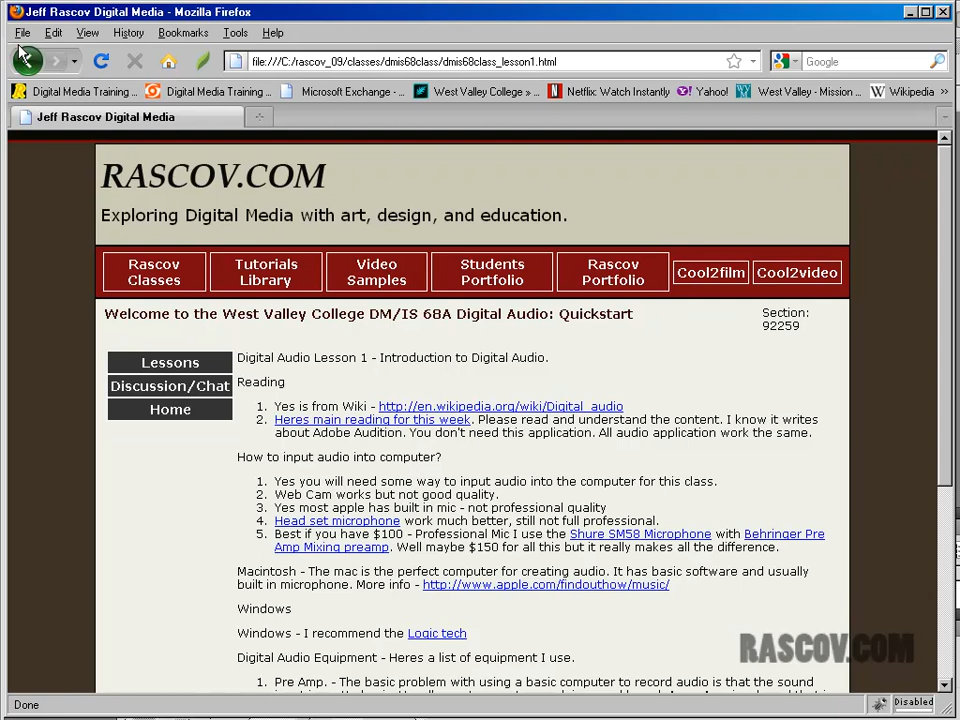 Jeff Rascov Digital Media - Mozilla Firefox
File Edit View History Bookmarks Tools Help
file:///C:/rascov_09/classes/dmis68class/dmis68class_lesson1.html
Google
Digital Media Training ... Digital Media Training ... Microsoft Exchange - ... West Valley College » ... Netflix: Watch Instantly Yahoo! West Valley - Mission ... Wikipedia »
Jeff Rascov Digital Media
RASCOV.COM
Exploring Digital Media with art, design, and education.
Rascov Classes
Tutorials Library
Video Samples
Students Portfolio
Rascov Portfolio
Cool2film
Cool2video
Welcome to the West Valley College DM/IS 68A Digital Audio: Quickstart
Section: 92259
Lessons
Discussion/Chat
Home
Digital Audio Lesson 1 - Introduction to Digital Audio.
Reading
1. Yes is from Wiki - http://en.wikipedia.org/wiki/Digital_audio
2. Heres main reading for this week. Please read and understand the content. I know it writes
about Adobe Audition. You don't need this application. All audio application work the same.
How to input audio into computer?
1. Yes you will need some way to input audio into the computer for this class.
2. Web Cam works but not good quality.
3. Yes most apple has built in mic - not professional quality
4. Head set microphone work much better, still not full professional.
5. Best if you have $100 - Professional Mic I use the Shure SM58 Microphone with Behringer Pre
Amp Mixing preamp. Well maybe $150 for all this but it really makes all the difference.
Macintosh - The mac is the perfect computer for creating audio. It has basic software and usually
built in microphone. More info - http://www.apple.com/findouthow/music/
Windows
Windows - I recommend the Logic tech
Digital Audio Equipment - Heres a list of equipment I use.
1. Pre Amp. - The basic problem with using a basic computer to record audio is that the sound
RASCOV.COM
Done
Disabled